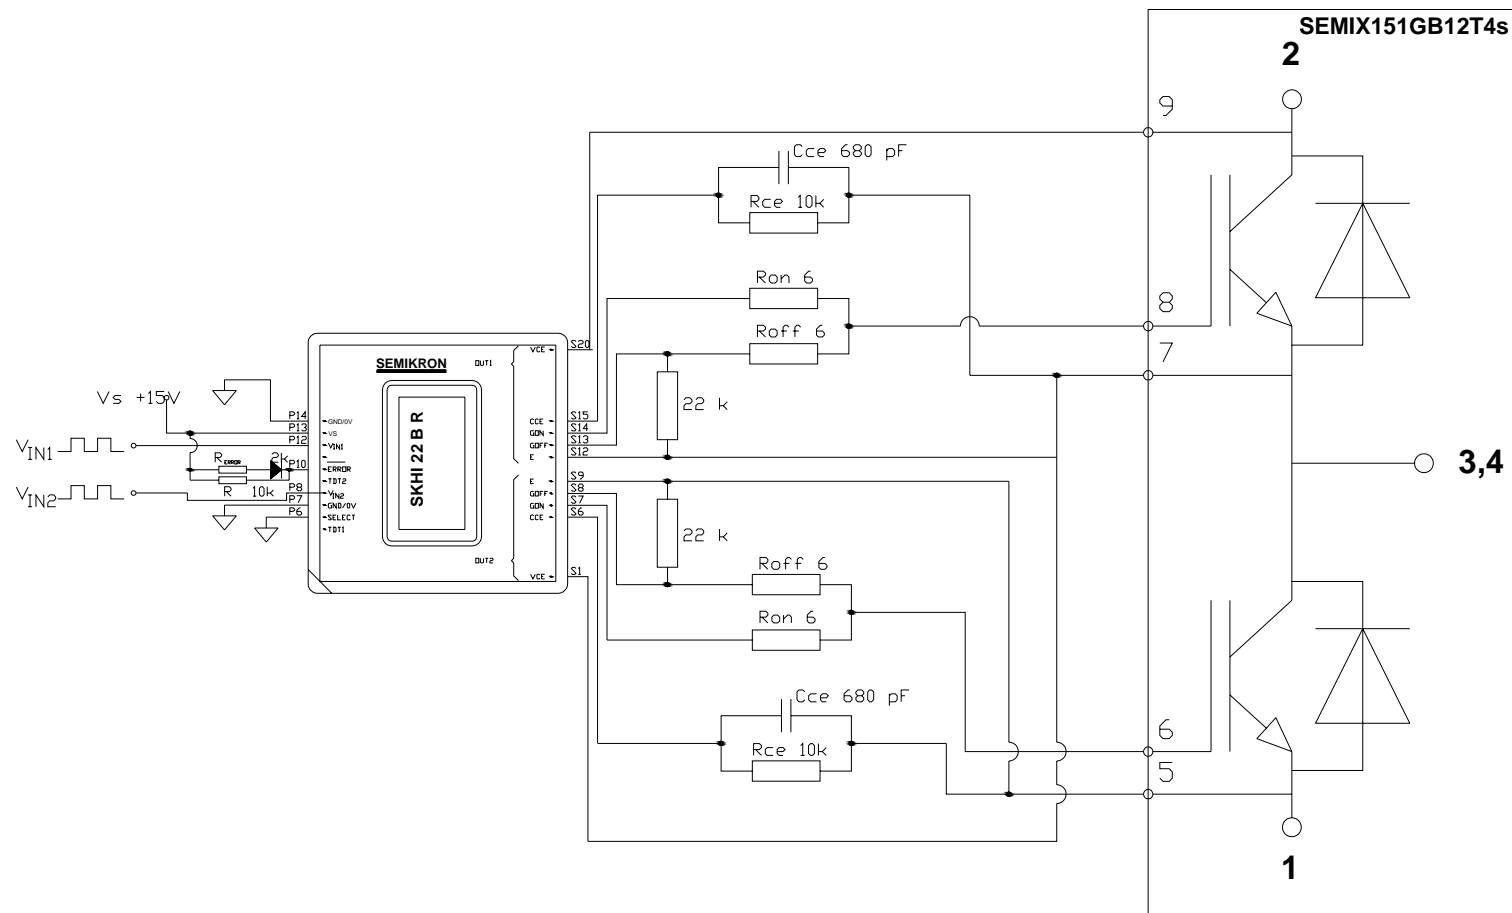 SEMIX151GB12T4s
2
9
Cce 680 pF
Rce 10k
Ron 6
8
Roff 6
7
22 k
3,4
SEMIKRON
OUT1
VCE
S20
SKHI 22 B R
Vs +15V
P14
GND/0V
P13
VS
P12
VIN1
VIN1
RERROR 2k
P10
ERROR
TDT2
R 10k
P8
VIN2
VIN2
P7
GND/0V
P6
SELECT
TDT1
CCE
S15
GON
S14
GOFF
S13
E
S12
E
S9
GOFF
S8
GON
S7
CCE
S6
OUT2
VCE
S1
22 k
Roff 6
Ron 6
Cce 680 pF
Rce 10k
6
5
1